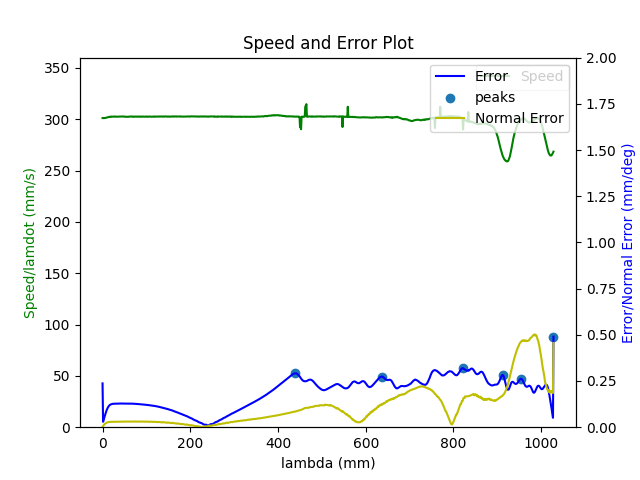 Speed and Error Plot
Speed/lamdot (mm/s)
350
300
250
200
150
100
50
0
Error
peaks
Normal Error
Speed
2.00
1.75
1.50
1.25
1.00
0.75
0.50
0.25
0.00
Error/Normal Error (mm/deg)
0
200
400
600
800
1000
lambda (mm)